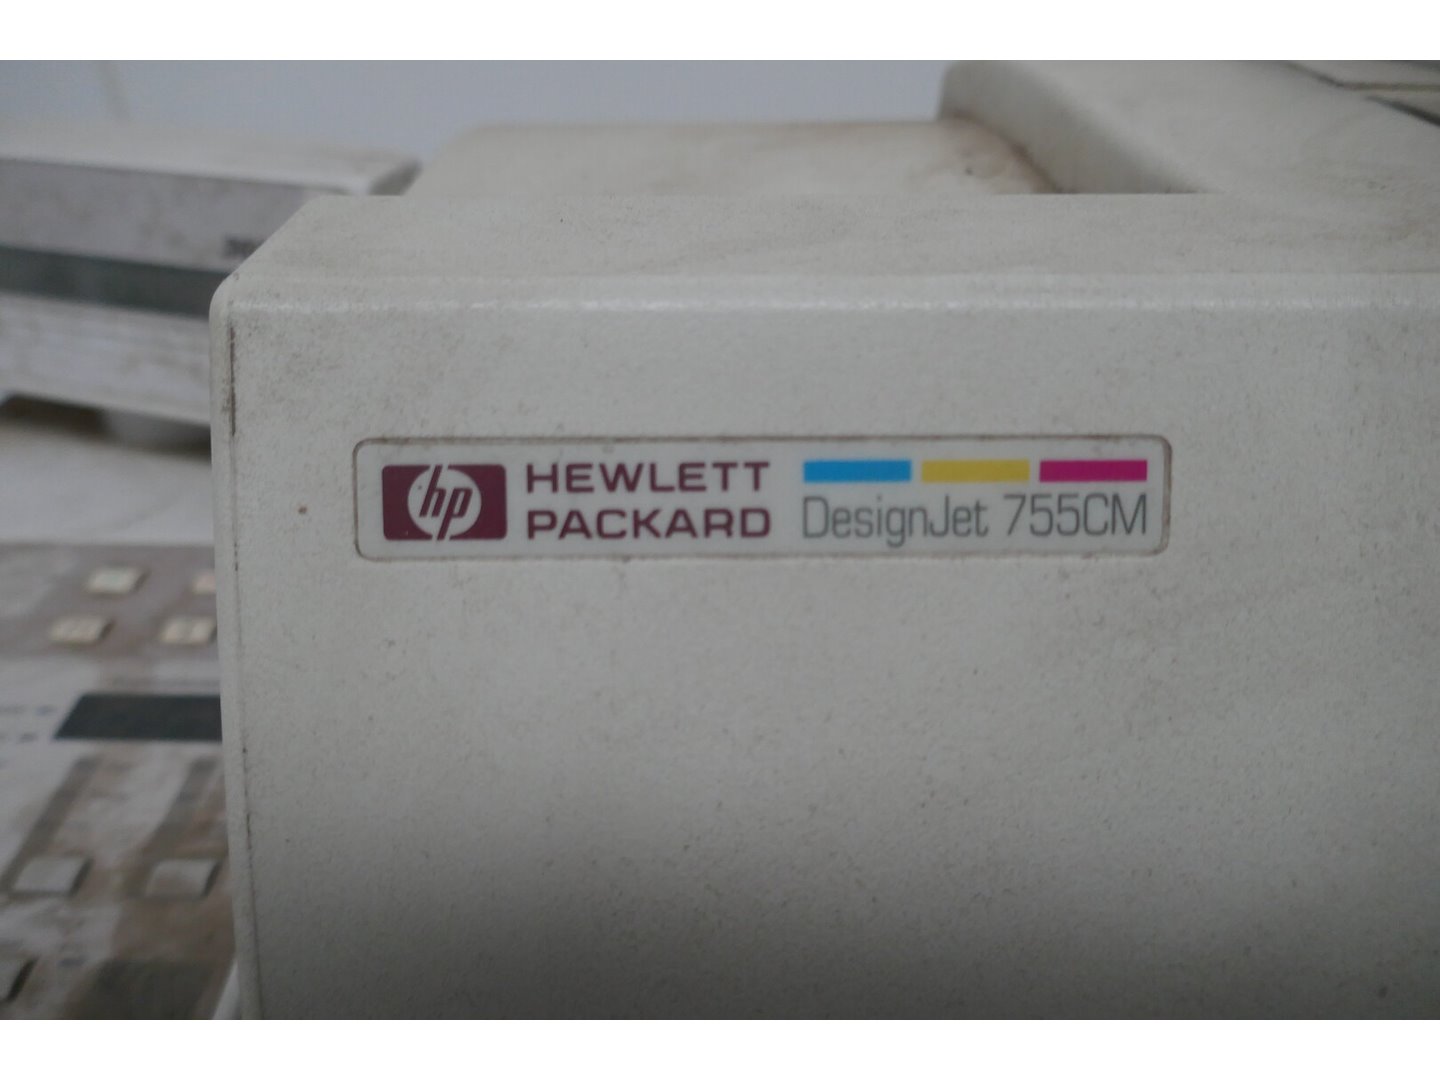 hp HEWLETT
PACKARD
DesignJet 755CM